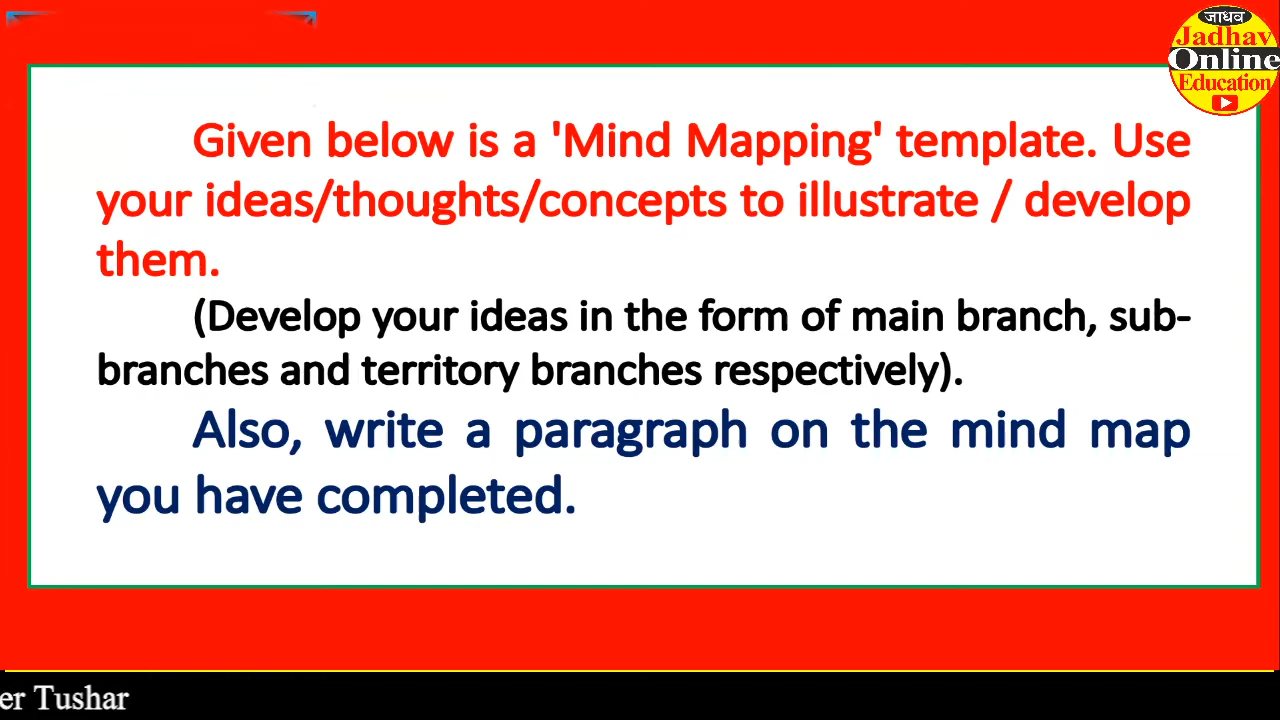 जाधव
Jadhav
Online
Education
Given below is a 'Mind Mapping' template. Use
your ideas/thoughts/concepts to illustrate / develop
them.
(Develop your ideas in the form of main branch, sub-
branches and territory branches respectively).
Also, write a paragraph on the mind map
you have completed.
er Tushar